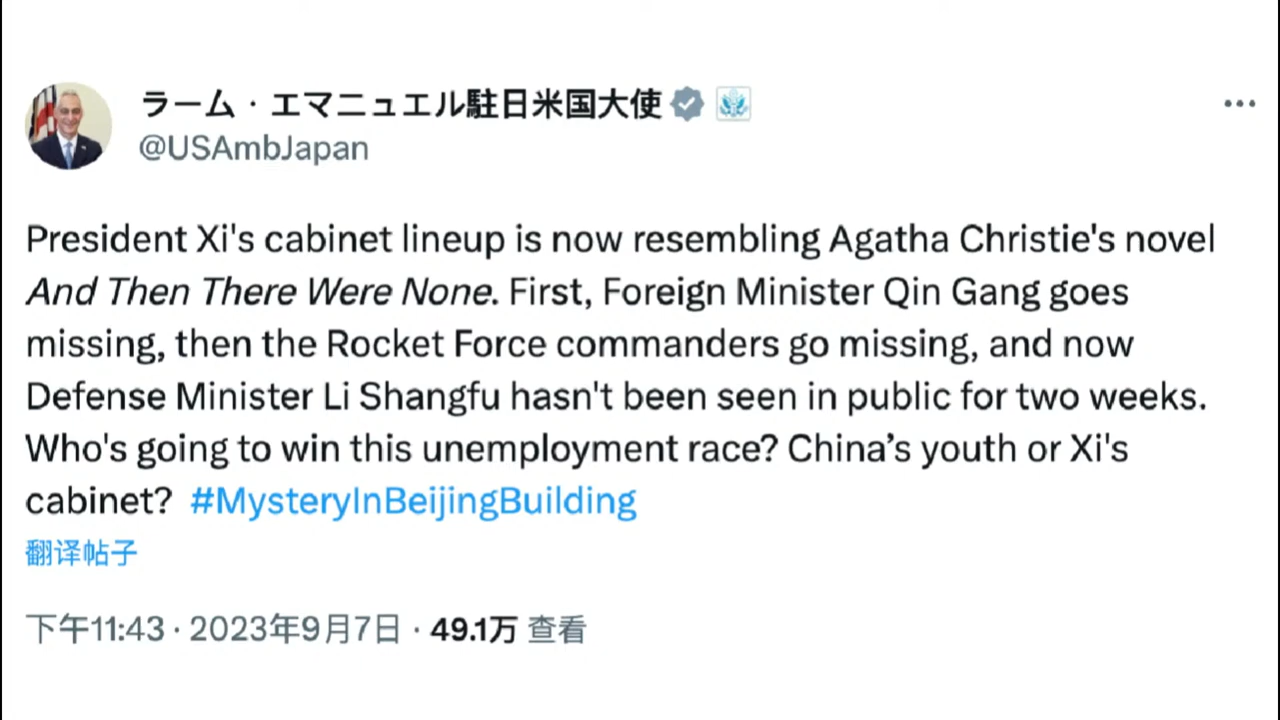 ラーム・エマニュエル駐日米国大使
@USAmbJapan
President Xi's cabinet lineup is now resembling Agatha Christie's novel
And Then There Were None. First, Foreign Minister Qin Gang goes
missing, then the Rocket Force commanders go missing, and now
Defense Minister Li Shangfu hasn't been seen in public for two weeks.
Who's going to win this unemployment race? China’s youth or Xi's
cabinet? #MysteryInBeijingBuilding
翻译帖子
下午11:43 · 2023年9月7日 · 49.1万 查看